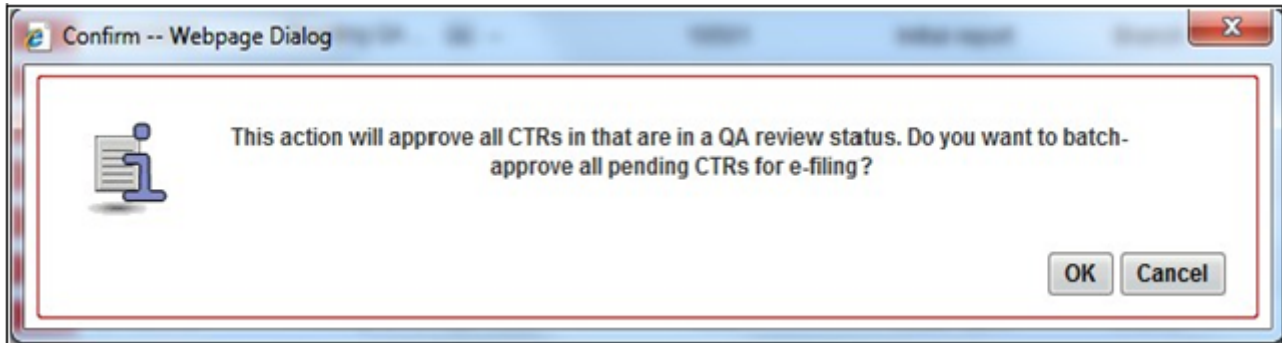 Confirm -- Webpage Dialog
This action will approve all CTRs in that are in a QA review status. Do you want to batch-
approve all pending CTRs for e-filing?
OK Cancel